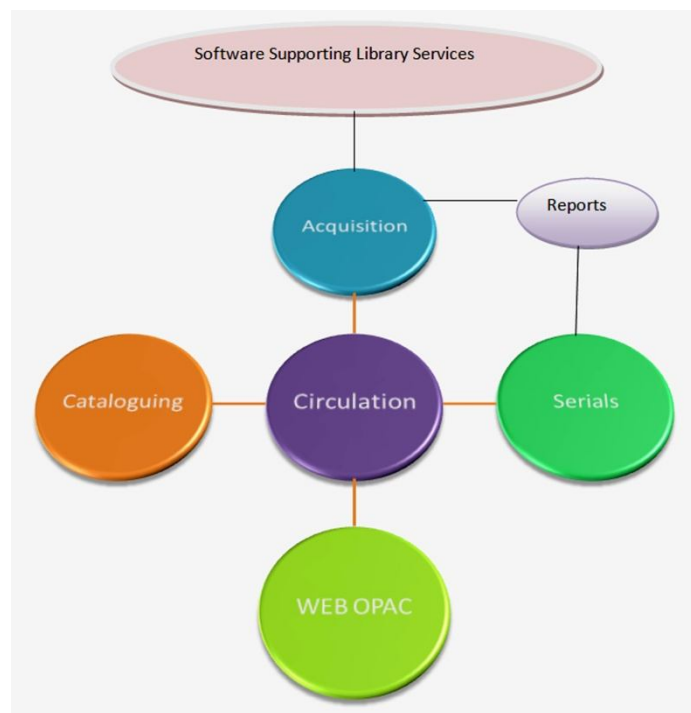 Software Supporting Library Services
Acquisition
Reports
Cataloguing
Circulation
Serials
WEB OPAC